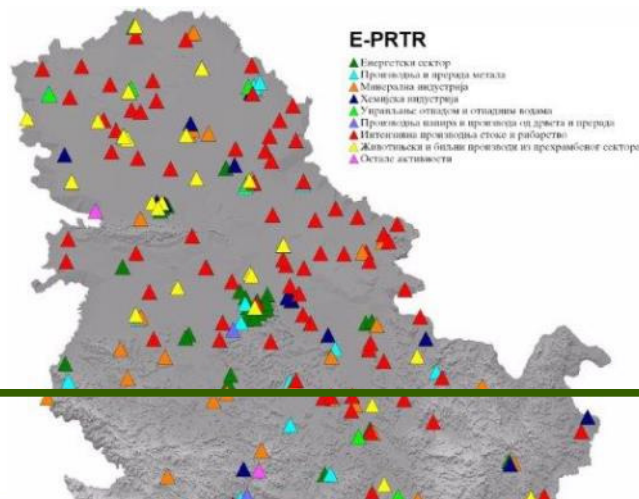 E-PRTR
Енергетски сектор
Производња и прерада метала
Минерална индустрија
Хемијска индустрија
Управљање отпадом и отпадним водама
Производња папира и производа од дрвета и прерада
Интензивна производња стоке и рибарство
Животињски и биљни производи из прехрамбеног сектора
Остале активности